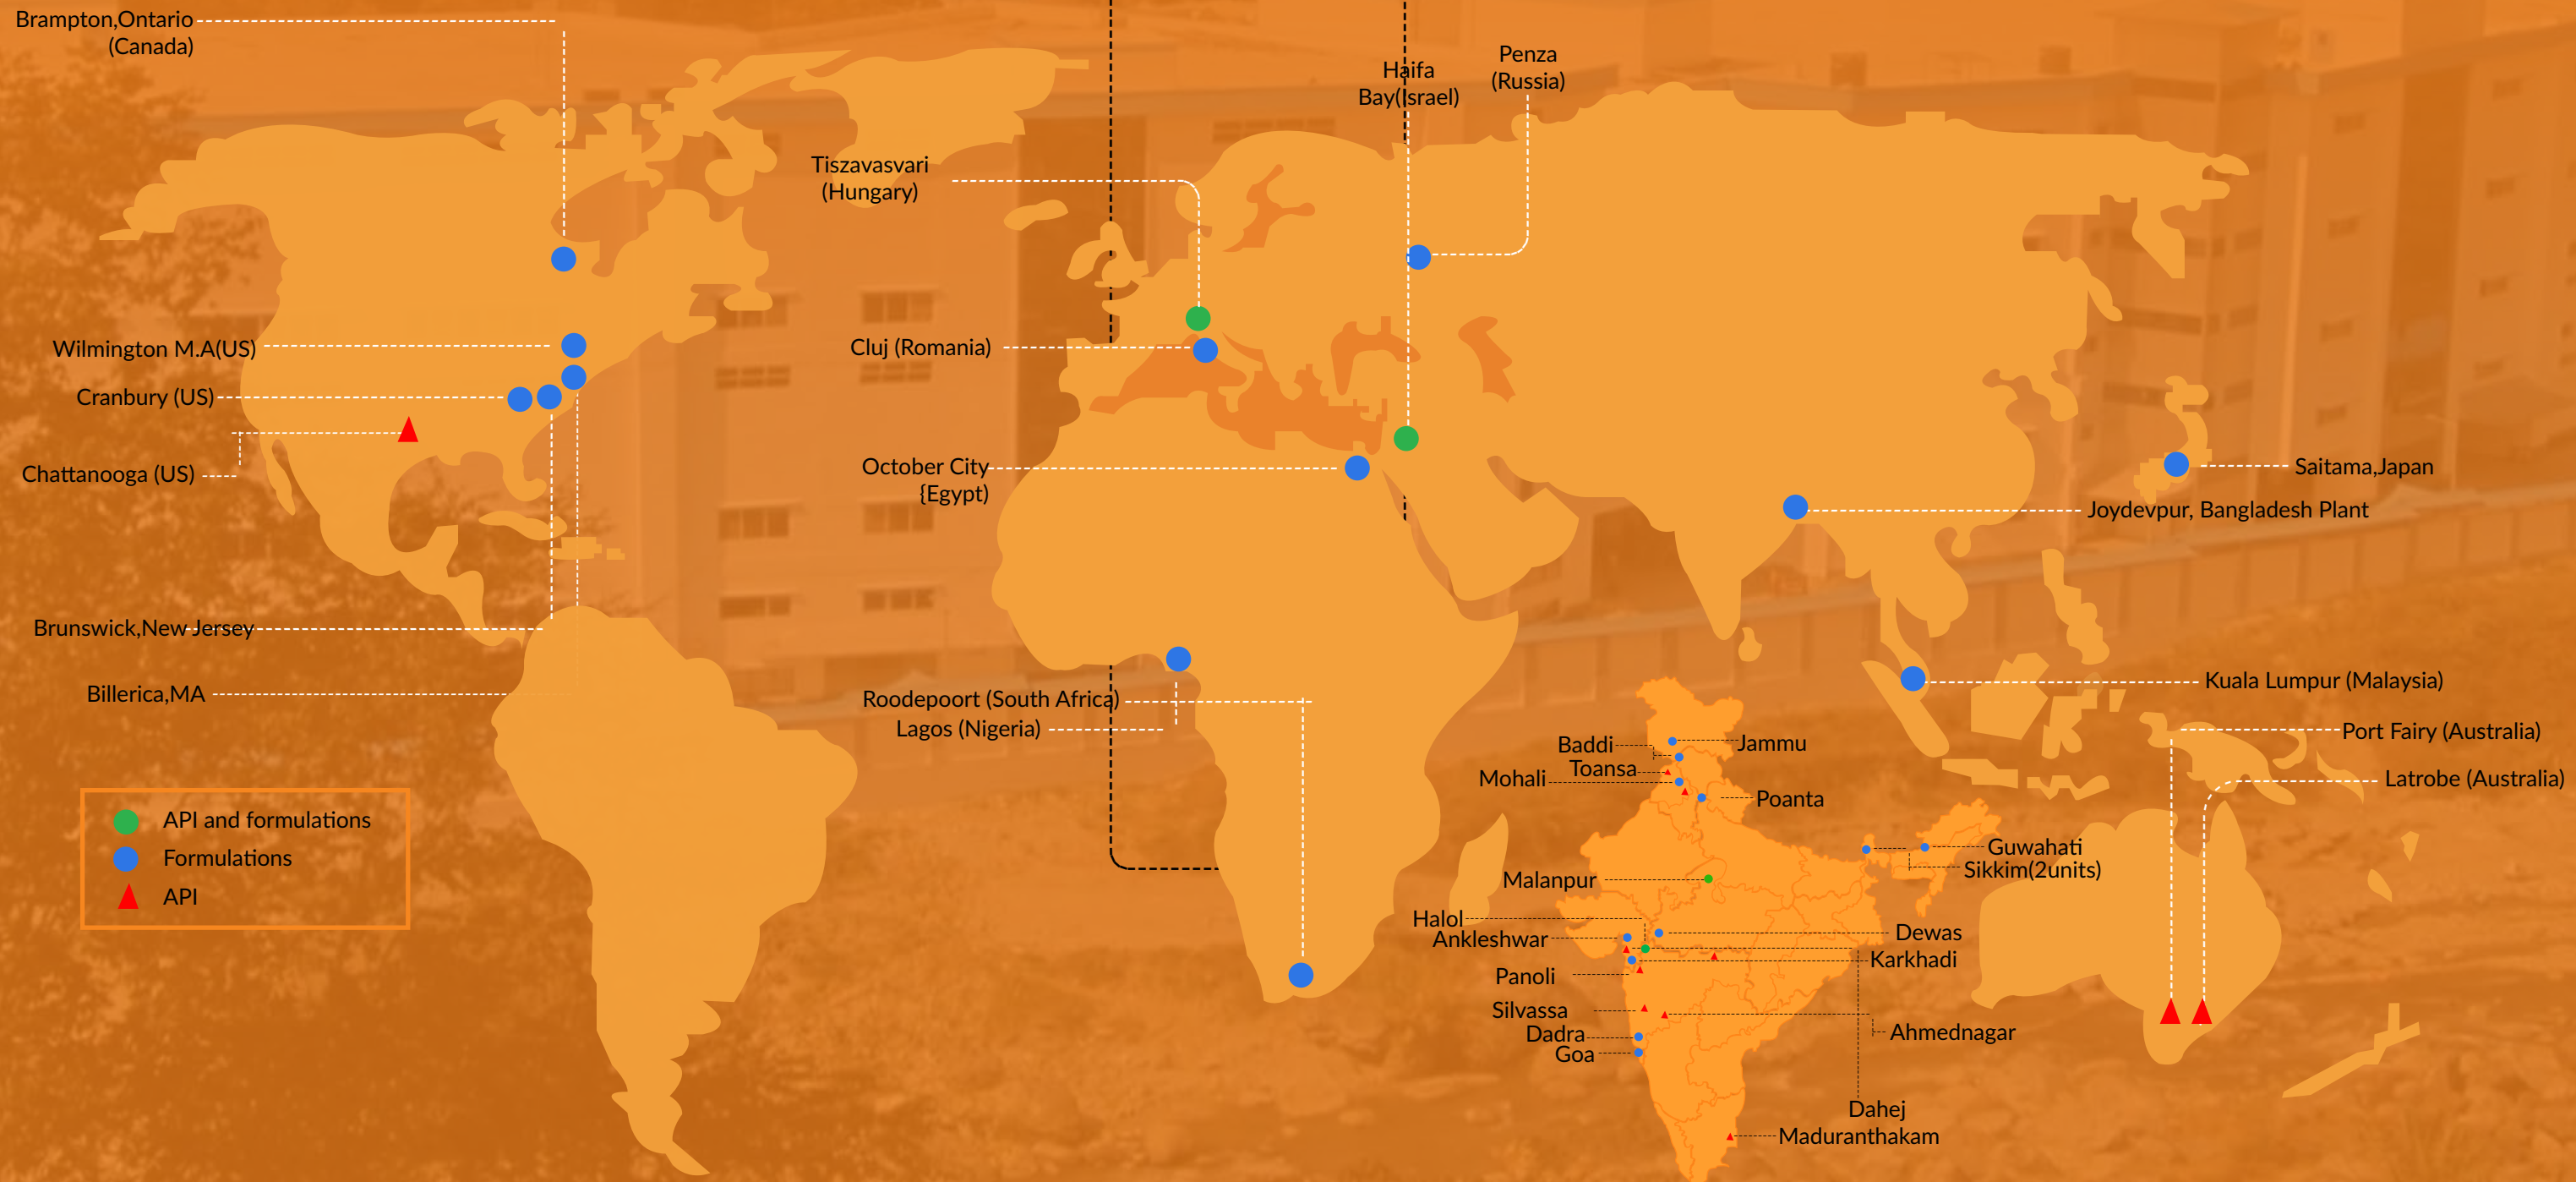 Brampton,Ontario
(Canada)
Penza
(Russia)
Haifa
Bay(Israel)
Tiszavasvari
(Hungary)
Wilmington M.A(US)
Cluj (Romania)
Cranbury (US)
Chattanooga (US)
October City
{Egypt)
Saitama,Japan
Joydevpur, Bangladesh Plant
Brunswick,New Jersey
Billerica,MA
Roodepoort (South Africa)
Lagos (Nigeria)
Kuala Lumpur (Malaysia)
Port Fairy (Australia)
Latrobe (Australia)
API and formulations
Formulations
API
Baddi
Jammu
Toansa
Mohali
Poanta
Guwahati
Sikkim(2units)
Malanpur
Halol
Ankleshwar
Dewas
Karkhadi
Panoli
Silvassa
Dadra
Goa
Ahmednagar
Dahej
Maduranthakam